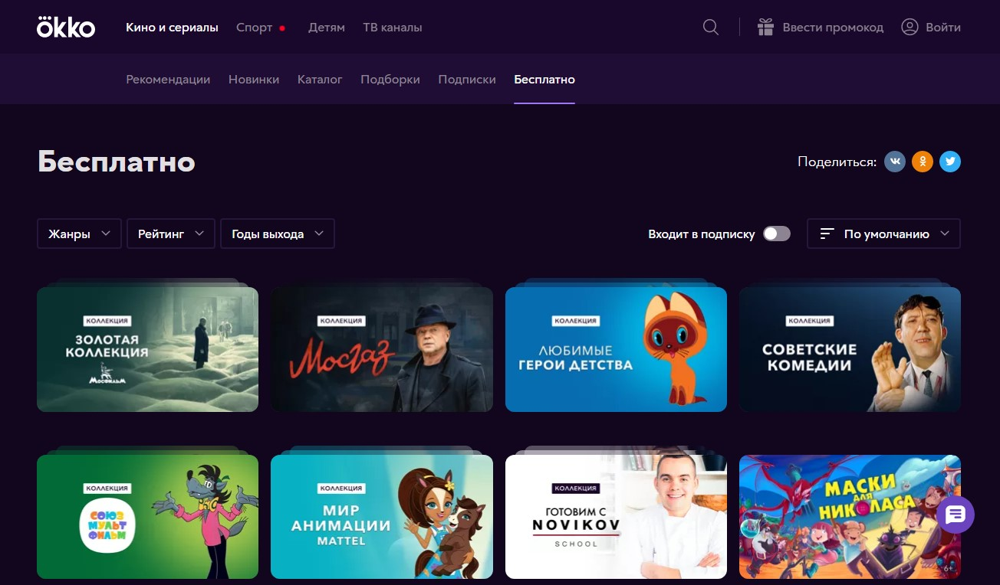 okko
Кино и сериалы
Спорт
Детям
ТВ каналы
Ввести промокод
Войти
Рекомендации
Новинки
Каталог
Подборки
Подписки
Бесплатно
Бесплатно
Поделиться:
Жанры
Рейтинг
Годы выхода
Входит в подписку
По умолчанию
КОЛЛЕКЦИЯ
ЗОЛОТАЯ
КОЛЛЕКЦИЯ
МОСФИЛЬМ
КОЛЛЕКЦИЯ
Мосгаз
КОЛЛЕКЦИЯ
ЛЮБИМЫЕ
ГЕРОИ ДЕТСТВА
КОЛЛЕКЦИЯ
СОВЕТСКИЕ
КОМЕДИИ
КОЛЛЕКЦИЯ
СОЮЗ
МУЛЬТ
ФИЛЬМ
КОЛЛЕКЦИЯ
МИР
АНИМАЦИИ
MATTEL
КОЛЛЕКЦИЯ
ГОТОВИМ С
NOVIKOV
SCHOOL
МАСКИ
ДЛЯ
НИКОЛАСА
6+